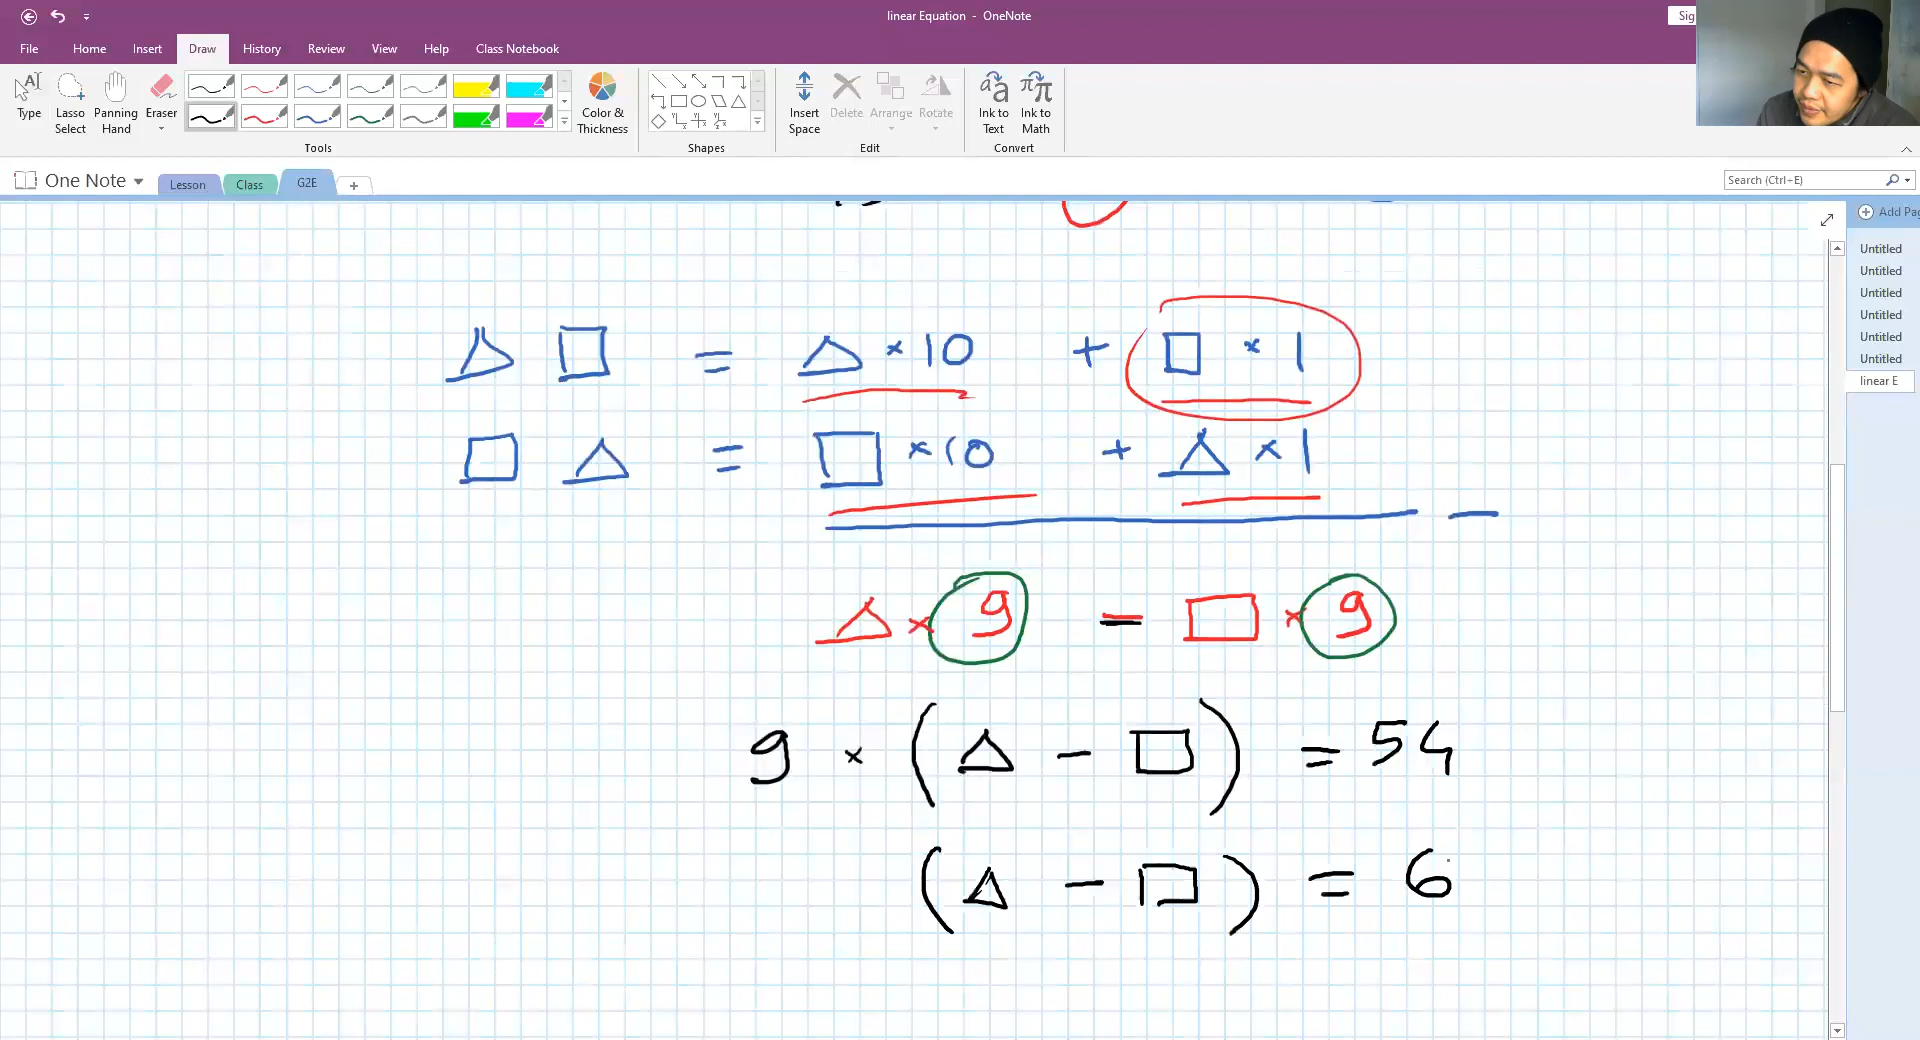 linear Equation - OneNote
Sig
File Home Insert Draw History Review View Help Class Notebook
Type
Lasso Select
Panning Hand
Eraser
Color & Thickness
Insert Space
Delete
Arrange
Rotate
Ink to Text
Ink to Math
Tools
Shapes
Edit
Convert
One Note
Lesson
Class
G2E
Search (Ctrl+E)
Add Pag
Untitled
Untitled
Untitled
Untitled
Untitled
Untitled
linear E
△ □ = △ × 10 + □ × 1
□ △ = □ × 10 + △ × 1 —
△ × 9 = □ × 9
9 × (△ - □) = 54
(△ - □) = 6